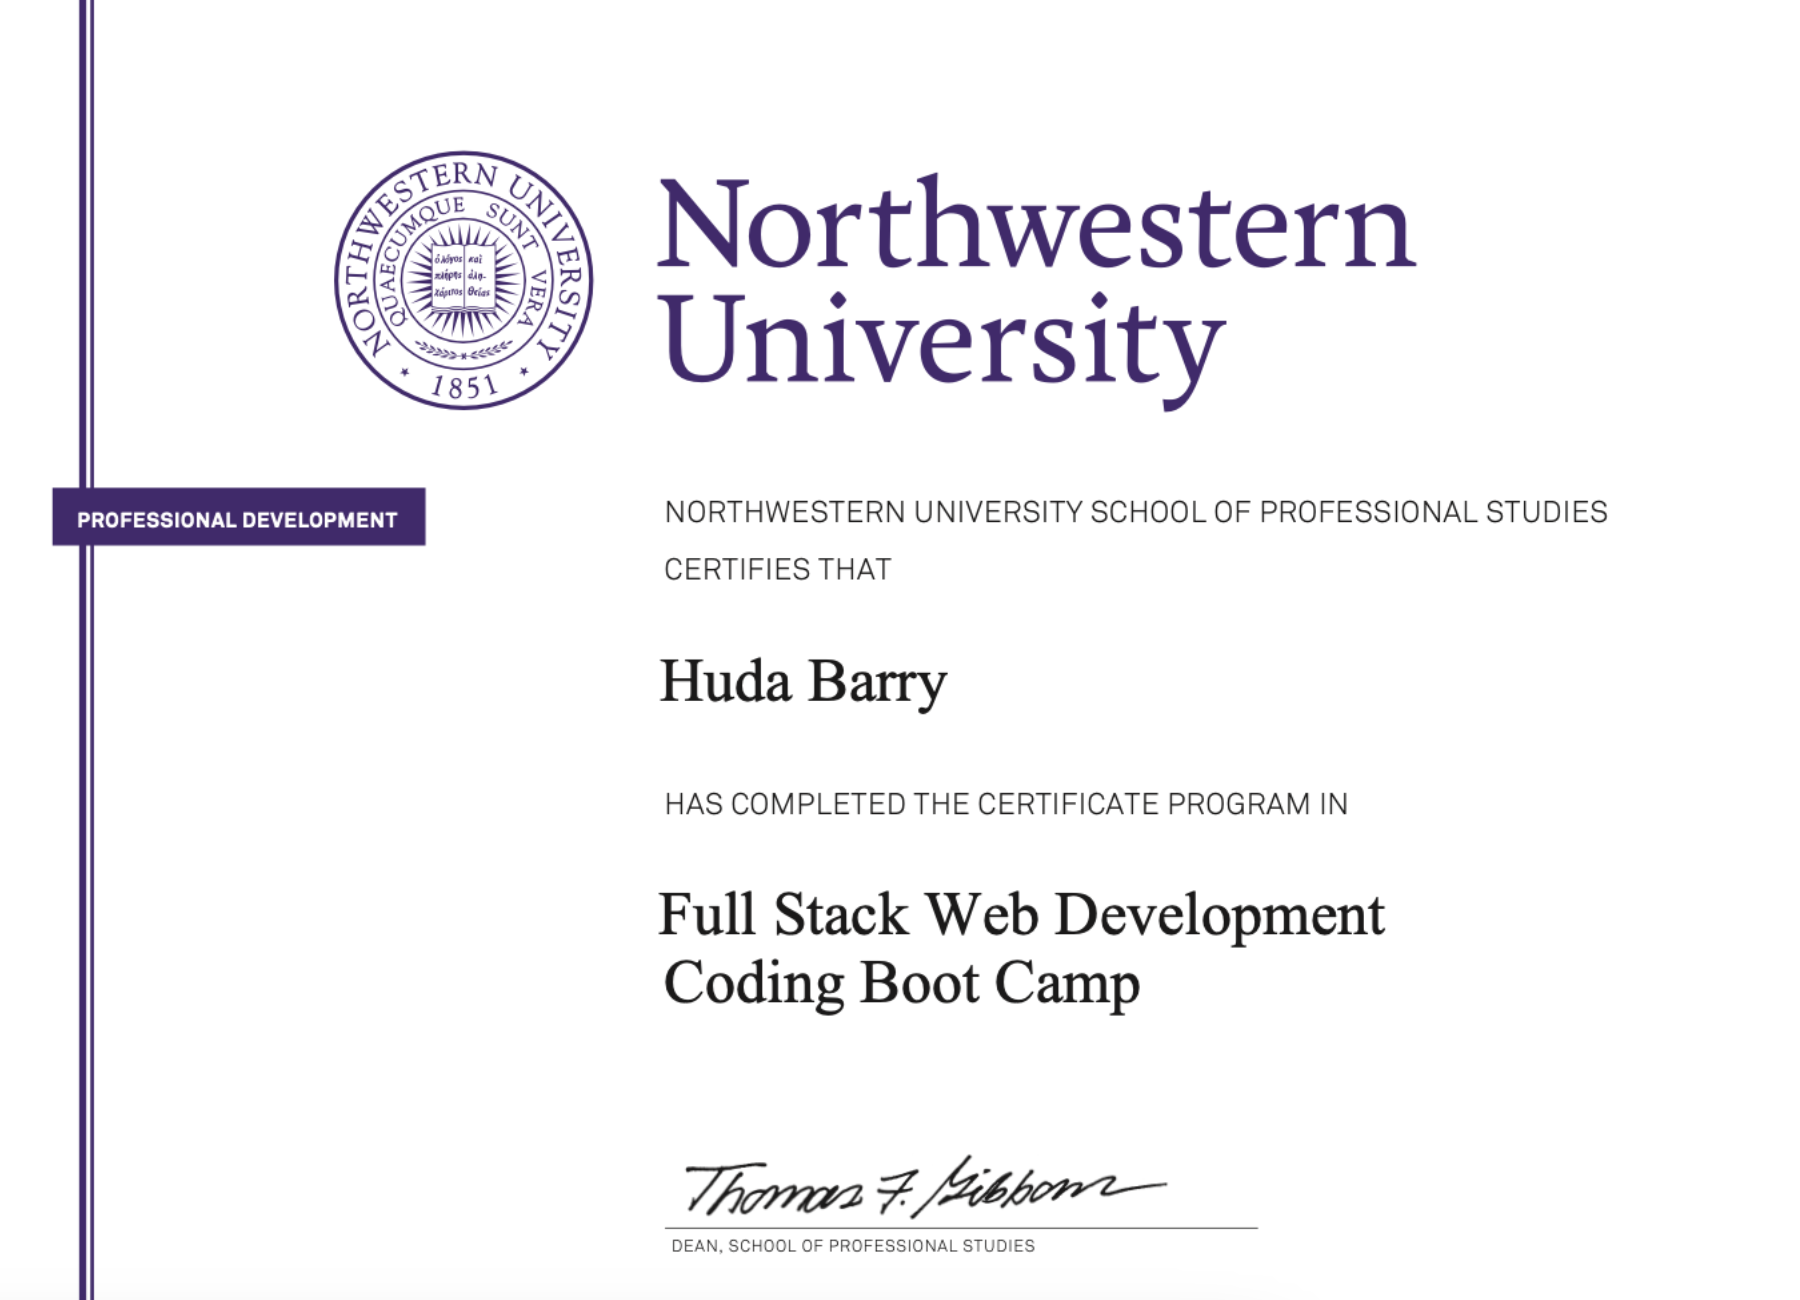 NORTHWESTERN UNIVERSITY
QUAECUMQUE SUNT VERA
ὁ λόγος καὶ
πλήρης ἀλη-
χάριτος θείας
1851
Northwestern
University
PROFESSIONAL DEVELOPMENT
NORTHWESTERN UNIVERSITY SCHOOL OF PROFESSIONAL STUDIES
CERTIFIES THAT
Huda Barry
HAS COMPLETED THE CERTIFICATE PROGRAM IN
Full Stack Web Development
Coding Boot Camp
Thomas F. Gibbons
DEAN, SCHOOL OF PROFESSIONAL STUDIES